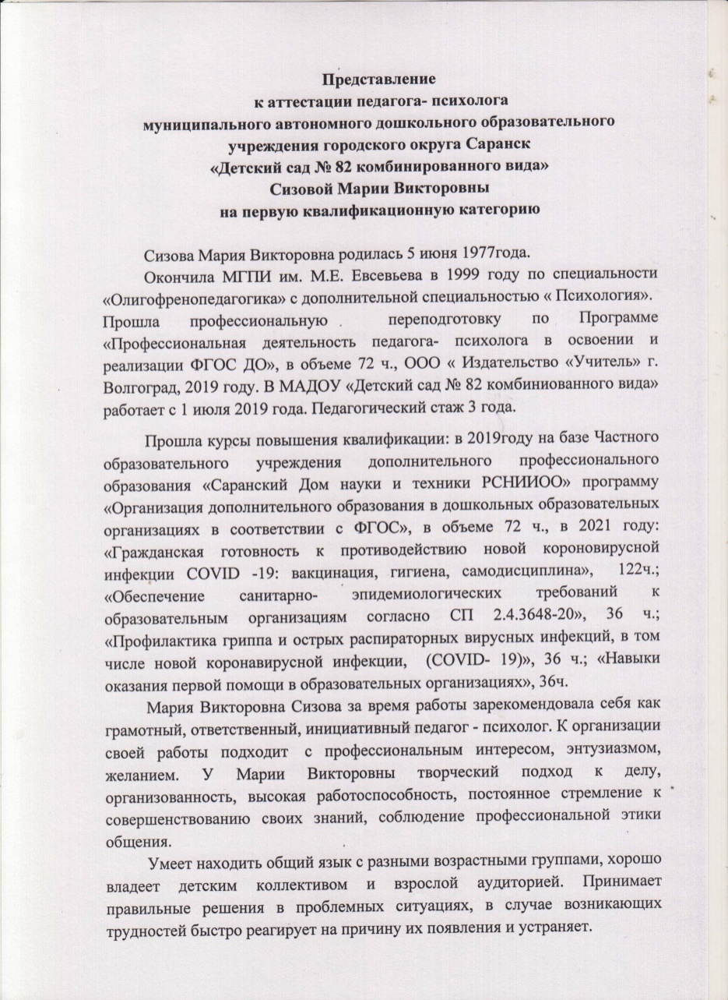 Представление
к аттестации педагога- психолога
муниципального автономного дошкольного образовательного
учреждения городского округа Саранск
«Детский сад № 82 комбинированного вида»
Сизовой Марии Викторовны
на первую квалификационную категорию
Сизова Мария Викторовна родилась 5 июня 1977года.
Окончила МГПИ им. М.Е. Евсевьева в 1999 году по специальности
«Олигофренопедагогика» с дополнительной специальностью « Психология».
Прошла профессиональную переподготовку по Программе
«Профессиональная деятельность педагога- психолога в освоении и
реализации ФГОС ДО», в объеме 72 ч., ООО « Издательство «Учитель» г.
Волгоград, 2019 году. В МАДОУ «Детский сад № 82 комбиниованного вида»
работает с 1 июля 2019 года. Педагогический стаж 3 года.
Прошла курсы повышения квалификации: в 2019году на базе Частного
образовательного учреждения дополнительного профессионального
образования «Саранский Дом науки и техники РСНИИОО» программу
«Организация дополнительного образования в дошкольных образовательных
организациях в соответствии с ФГОС», в объеме 72 ч., в 2021 году:
«Гражданская готовность к противодействию новой короновирусной
инфекции COVID -19: вакцинация, гигиена, самодисциплина», 122ч.;
«Обеспечение санитарно- эпидемиологических требований к
образовательным организациям согласно СП 2.4.3648-20», 36 ч.;
«Профилактика гриппа и острых распираторных вирусных инфекций, в том
числе новой коронавирусной инфекции, (COVID- 19)», 36 ч.; «Навыки
оказания первой помощи в образовательных организациях», 36ч.
Мария Викторовна Сизова за время работы зарекомендовала себя как
грамотный, ответственный, инициативный педагог - психолог. К организации
своей работы подходит с профессиональным интересом, энтузиазмом,
желанием. У Марии Викторовны творческий подход к делу,
организованность, высокая работоспособность, постоянное стремление к
совершенствованию своих знаний, соблюдение профессиональной этики
общения.
Умеет находить общий язык с разными возрастными группами, хорошо
владеет детским коллективом и взрослой аудиторией. Принимает
правильные решения в проблемных ситуациях, в случае возникающих
трудностей быстро реагирует на причину их появления и устраняет.